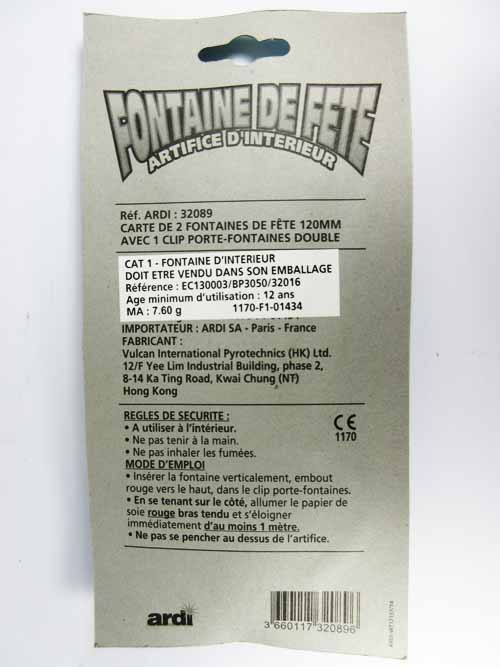 FONTAINE DE FETE
ARTIFICE D'INTERIEUR
Réf. ARDI : 32089
CARTE DE 2 FONTAINES DE FÊTE 120MM
AVEC 1 CLIP PORTE-FONTAINES DOUBLE
CAT 1 - FONTAINE D'INTERIEUR
DOIT ETRE VENDU DANS SON EMBALLAGE
Référence : EC130003/BP3050/32016
Age minimum d'utilisation : 12 ans
MA : 7.60 g 1170-F1-01434
IMPORTATEUR : ARDI SA - Paris - France
FABRICANT :
Vulcan International Pyrotechnics (HK) Ltd.
12/F Yee Lim Industrial Building, phase 2,
8-14 Ka Ting Road, Kwai Chung (NT)
Hong Kong
REGLES DE SECURITE :
• A utiliser à l'intérieur.
• Ne pas tenir à la main.
• Ne pas inhaler les fumées.
CE
1170
MODE D'EMPLOI
• Insérer la fontaine verticalement, embout
rouge vers le haut, dans le clip porte-fontaines.
• En se tenant sur le côté, allumer le papier de
soie rouge bras tendu et s'éloigner
immédiatement d'au moins 1 mètre.
• Ne pas se pencher au dessus de l'artifice.
ardi
3 660117 320896